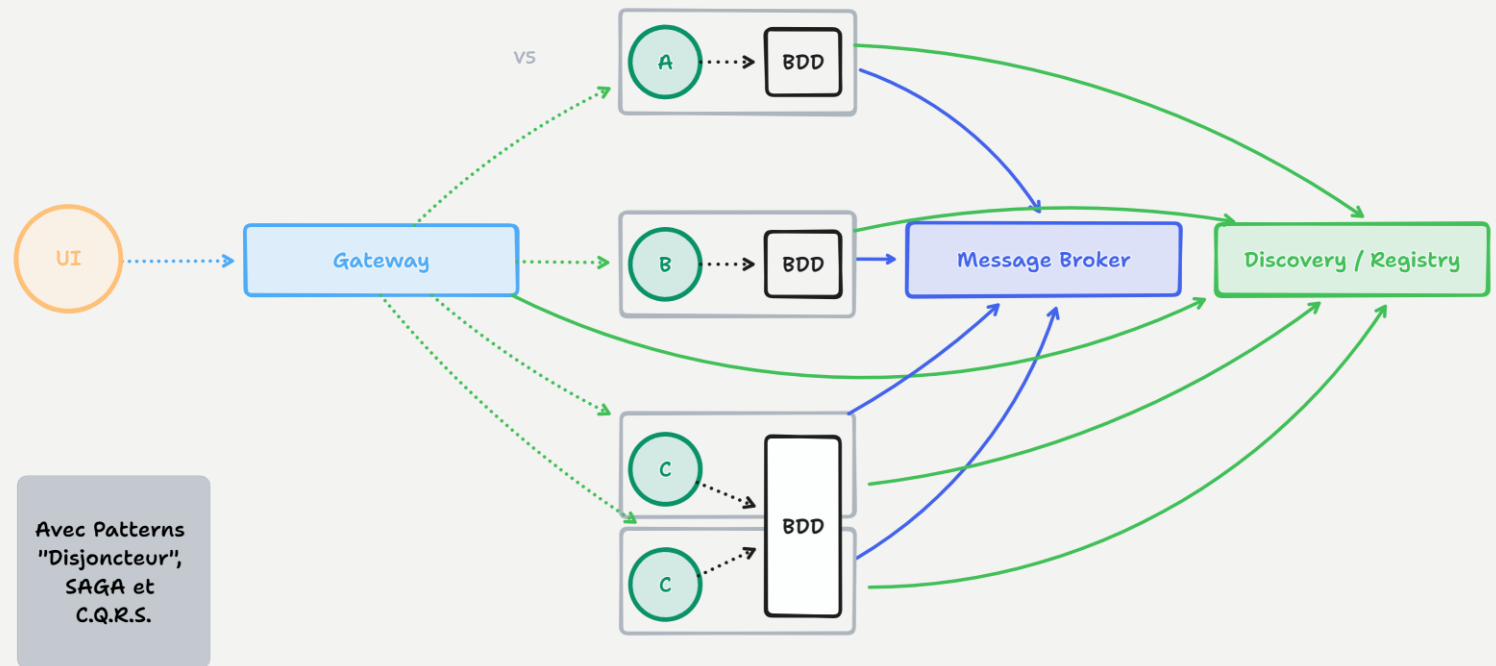 VS
A
BDD
UI
Gateway
B
BDD
Message Broker
Discovery / Registry
C
BDD
C
Avec Patterns
"Disjoncteur",
SAGA et
C.Q.R.S.